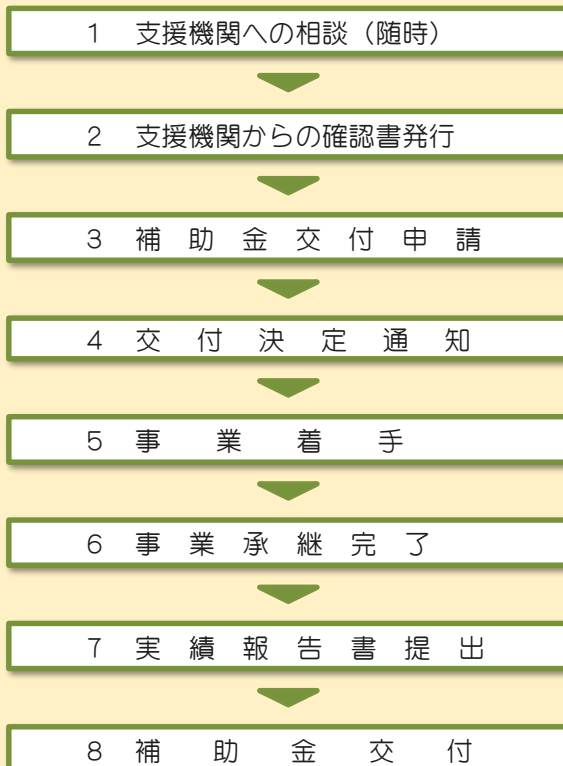 1 支援機関への相談（随時）
2 支援機関からの確認書発行
3 補助金交付申請
4 交付決定通知
5 事業着手
6 事業承継完了
7 実績報告書提出
8 補助金交付